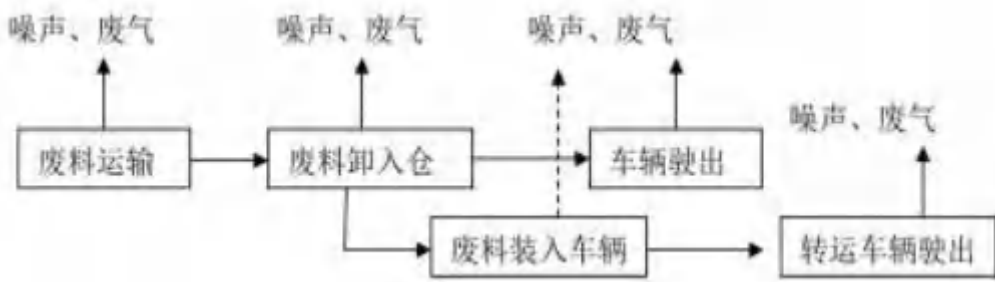 噪声、废气
噪声、废气
噪声、废气
噪声、废气
废料运输
废料卸入仓
车辆驶出
废料装入车辆
转运车辆驶出